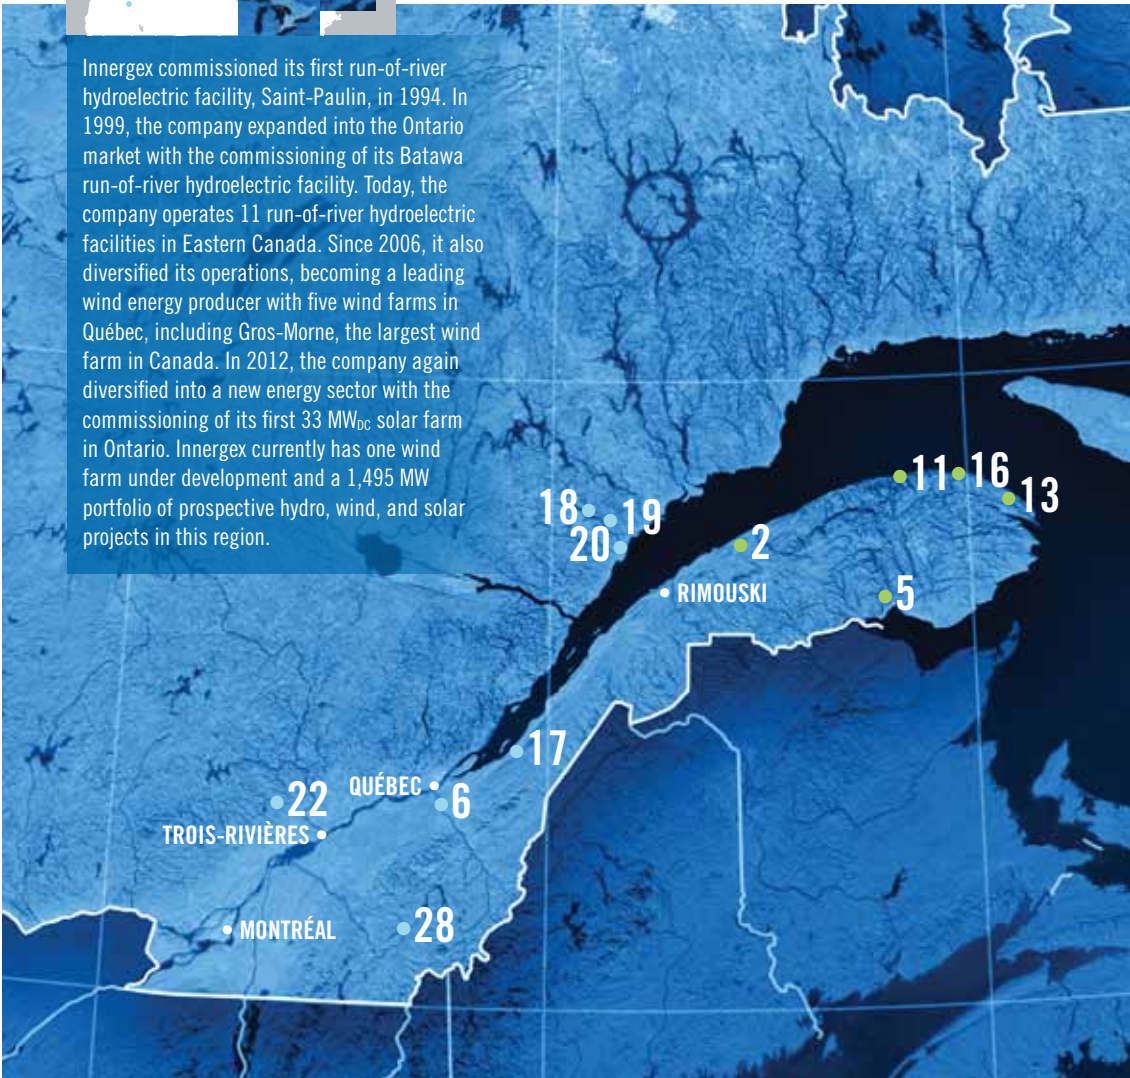 Innergex commissioned its first run-of-river
hydroelectric facility, Saint-Paulin, in 1994. In
1999, the company expanded into the Ontario
market with the commissioning of its Batawa
run-of-river hydroelectric facility. Today, the
company operates 11 run-of-river hydroelectric
facilities in Eastern Canada. Since 2006, it also
diversified its operations, becoming a leading
wind energy producer with five wind farms in
Québec, including Gros-Morne, the largest wind
farm in Canada. In 2012, the company again
diversified into a new energy sector with the
commissioning of its first 33 MWDC solar farm
in Ontario. Innergex currently has one wind
farm under development and a 1,495 MW
portfolio of prospective hydro, wind, and solar
projects in this region.
11
16
13
18
19
20
2
RIMOUSKI
5
17
QUÉBEC
22
6
TROIS-RIVIÈRES
MONTRÉAL
28